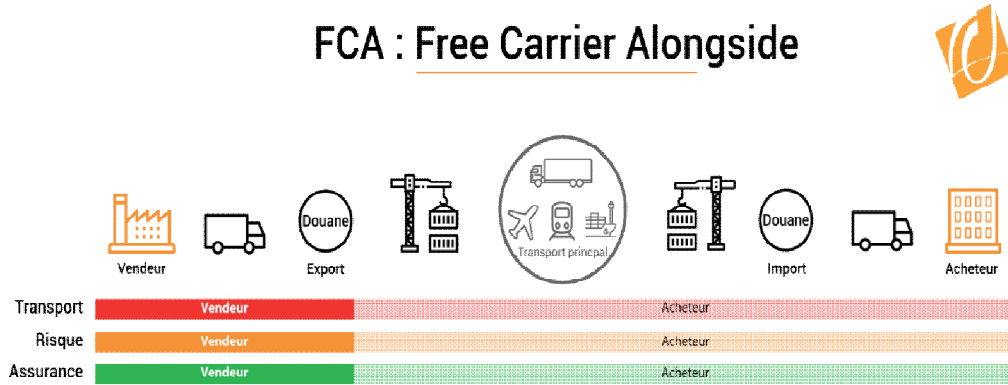 FCA : Free Carrier Alongside
Douane
Douane
Transport princpal
Vendeur
Export
Import
Acheteur
Transport Vendeur Acheteur
Risque Vendeur Acheteur
Assurance Vendeur Acheteur